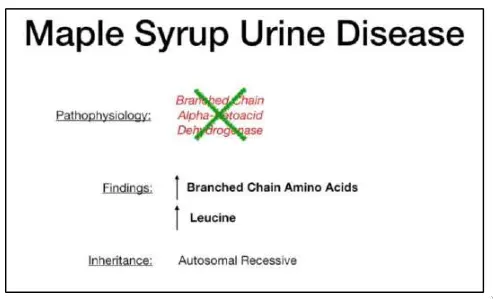 Maple Syrup Urine Disease
Branched Chain
Pathophysiology: Alpha-Ketoacid
Dehydrogenase
Findings: Branched Chain Amino Acids
Leucine
Inheritance: Autosomal Recessive